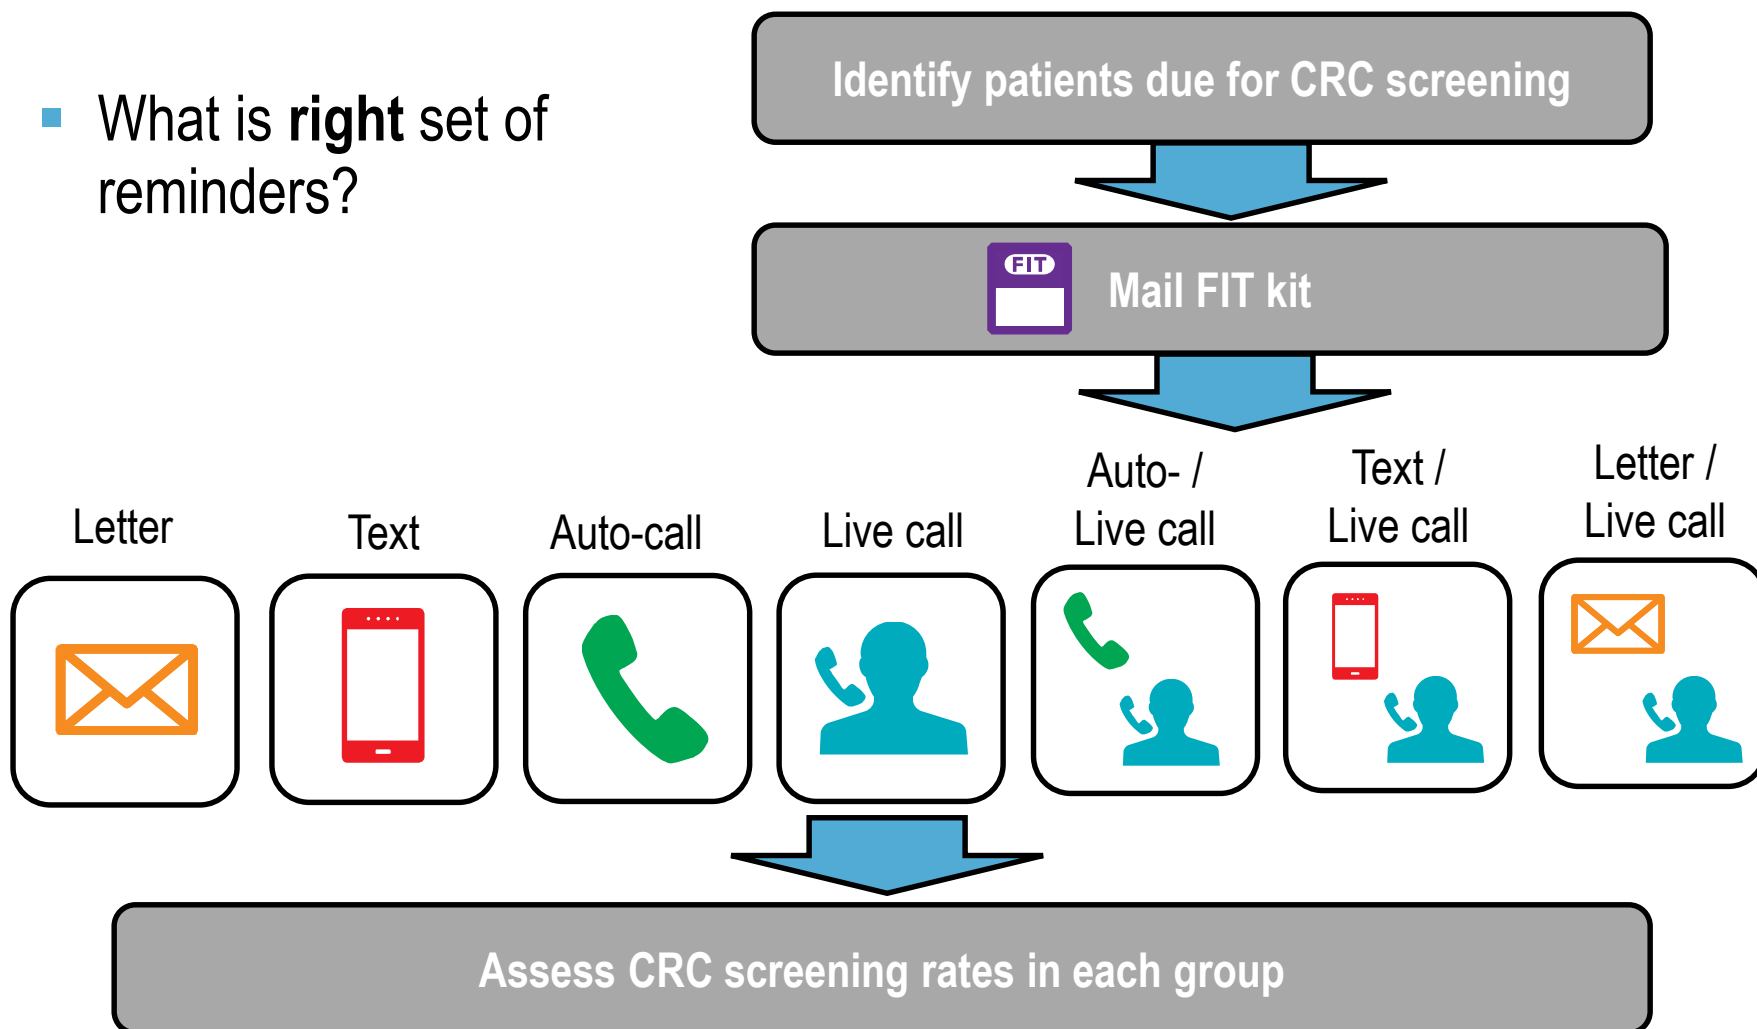 What is right set of
reminders?
Identify patients due for CRC screening
FIT
Mail FIT kit
Letter
Text
Auto-call
Live call
Auto- /
Live call
Text /
Live call
Letter /
Live call
Assess CRC screening rates in each group